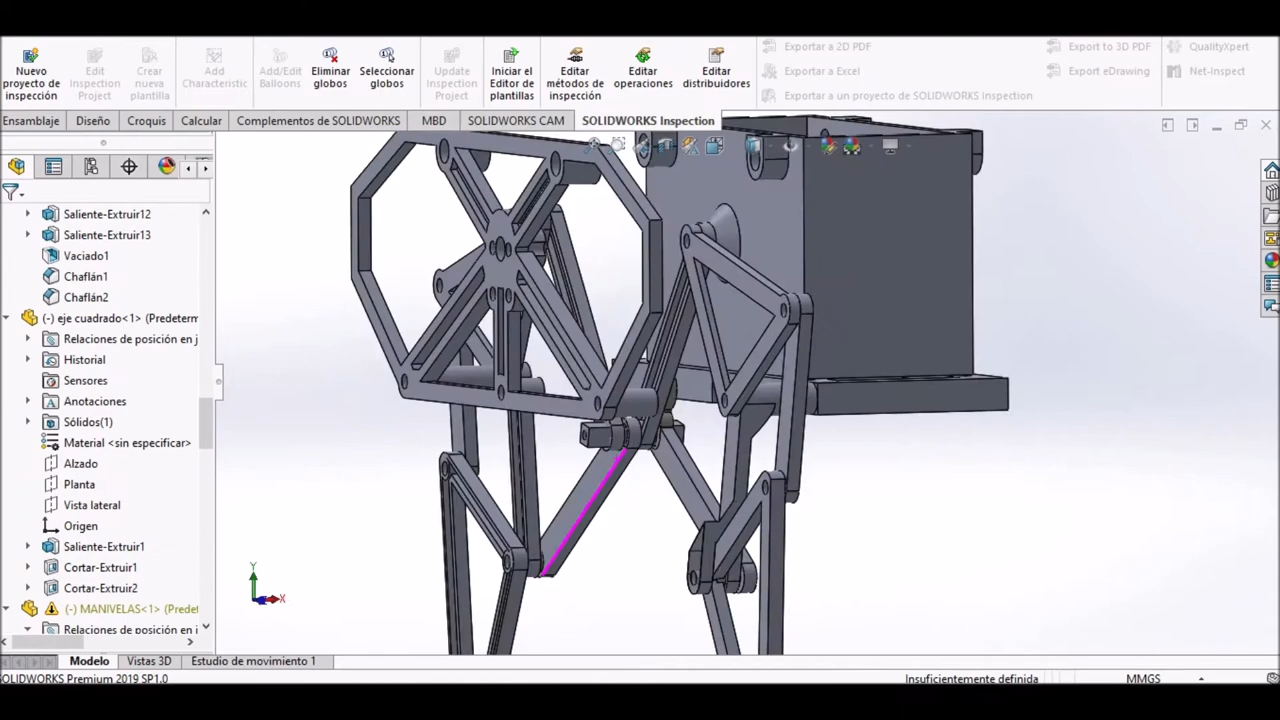 Nuevo proyecto de inspección
Edit Inspection Project
Crear nueva plantilla
Add Characteristic
Add/Edit Balloons
Eliminar globos
Seleccionar globos
Update Inspection Project
Iniciar el Editor de plantillas
Editar métodos de inspección
Editar operaciones
Editar distribuidores
Exportar a 2D PDF
Exportar a Excel
Exportar a un proyecto de SOLIDWORKS Inspection
Export to 3D PDF
Export eDrawing
QualityXpert
Net-Inspect
Ensamblaje
Diseño
Croquis
Calcular
Complementos de SOLIDWORKS
MBD
SOLIDWORKS CAM
SOLIDWORKS Inspection
Saliente-Extruir12
Saliente-Extruir13
Vaciado1
Chaflán1
Chaflán2
(-) eje cuadrado<1> (Predeterm
Relaciones de posición en j
Historial
Sensores
Anotaciones
Sólidos(1)
Material <sin especificar>
Alzado
Planta
Vista lateral
Origen
Saliente-Extruir1
Cortar-Extruir1
Cortar-Extruir2
(-) MANIVELAS<1> (Predet
Relaciones de posición en j
Y
X
Modelo
Vistas 3D
Estudio de movimiento 1
SOLIDWORKS Premium 2019 SP1.0
Insuficientemente definida
MMGS